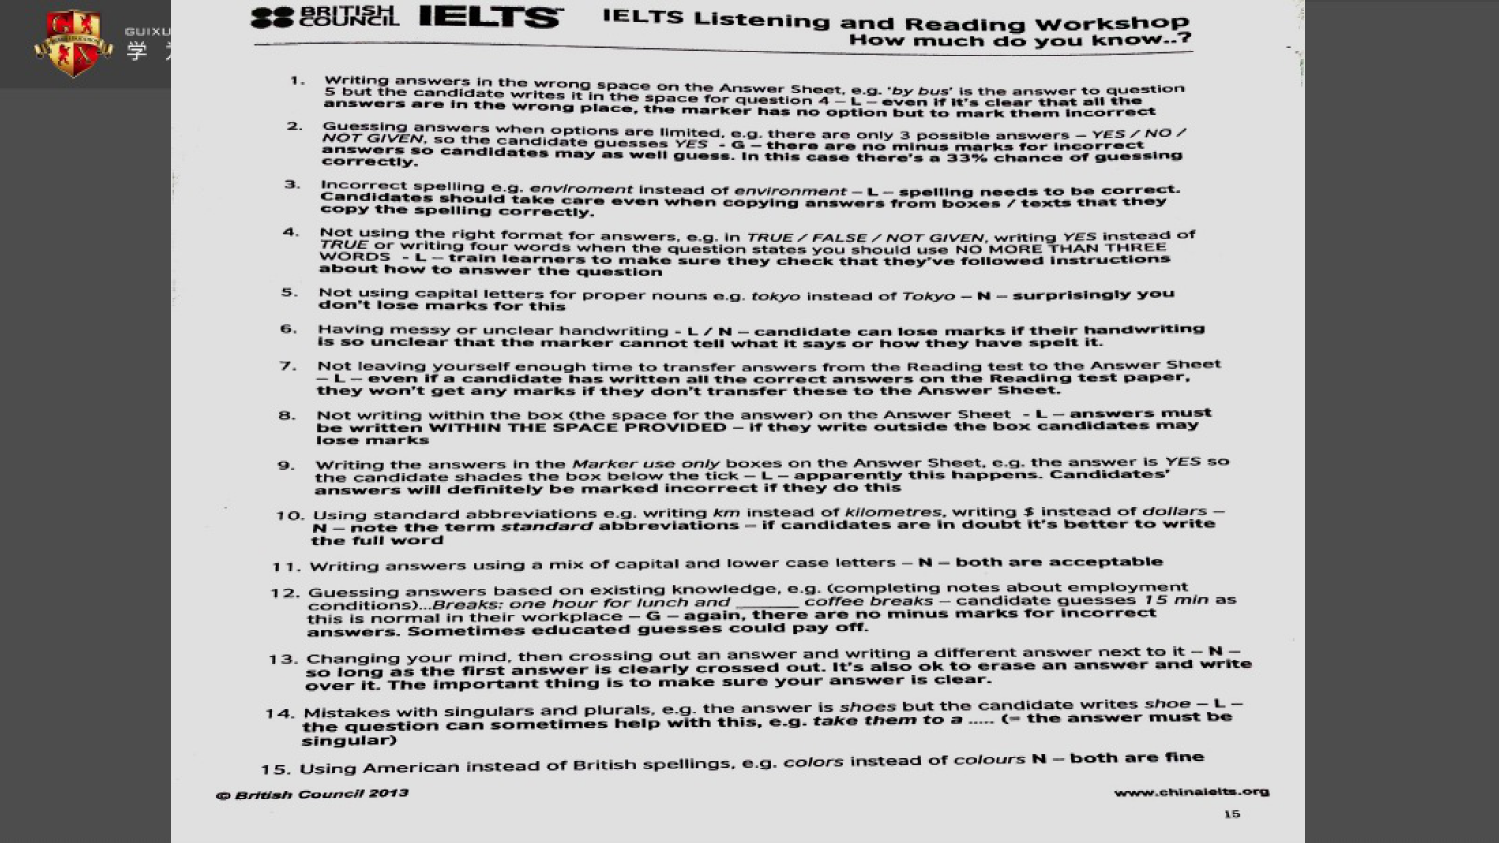 GUIXU
学
BRITISH
COUNCIL
IELTS
IELTS Listening and Reading Workshop
How much do you know..?
1. Writing answers in the wrong space on the Answer Sheet, e.g. 'by bus' is the answer to question
5 but the candidate writes it in the space for question 4 – L – even if it's clear that all the
answers are in the wrong place, the marker has no option but to mark them incorrect
2. Guessing answers when options are limited, e.g. there are only 3 possible answers – YES / NO /
NOT GIVEN, so the candidate guesses YES - G – there are no minus marks for incorrect
answers so candidates may as well guess. In this case there's a 33% chance of guessing
correctly.
3. Incorrect spelling e.g. enviroment instead of environment – L – spelling needs to be correct.
Candidates should take care even when copying answers from boxes / texts that they
copy the spelling correctly.
4. Not using the right format for answers, e.g. in TRUE / FALSE / NOT GIVEN, writing YES instead of
TRUE or writing four words when the question states you should use NO MORE THAN THREE
WORDS - L – train learners to make sure they check that they've followed instructions
about how to answer the question
5. Not using capital letters for proper nouns e.g. tokyo instead of Tokyo – N – surprisingly you
don't lose marks for this
6. Having messy or unclear handwriting - L / N – candidate can lose marks if their handwriting
is so unclear that the marker cannot tell what it says or how they have spelt it.
7. Not leaving yourself enough time to transfer answers from the Reading test to the Answer Sheet
– L – even if a candidate has written all the correct answers on the Reading test paper,
they won't get any marks if they don't transfer these to the Answer Sheet.
8. Not writing within the box (the space for the answer) on the Answer Sheet - L – answers must
be written WITHIN THE SPACE PROVIDED – if they write outside the box candidates may
lose marks
9. Writing the answers in the Marker use only boxes on the Answer Sheet, e.g. the answer is YES so
the candidate shades the box below the tick – L – apparently this happens. Candidates'
answers will definitely be marked incorrect if they do this
10. Using standard abbreviations e.g. writing km instead of kilometres, writing $ instead of dollars –
N – note the term standard abbreviations – if candidates are in doubt it's better to write
the full word
11. Writing answers using a mix of capital and lower case letters – N – both are acceptable
12. Guessing answers based on existing knowledge, e.g. (completing notes about employment
conditions)...Breaks: one hour for lunch and ______ coffee breaks – candidate guesses 15 min as
this is normal in their workplace – G – again, there are no minus marks for incorrect
answers. Sometimes educated guesses could pay off.
13. Changing your mind, then crossing out an answer and writing a different answer next to it – N –
so long as the first answer is clearly crossed out. It's also ok to erase an answer and write
over it. The important thing is to make sure your answer is clear.
14. Mistakes with singulars and plurals, e.g. the answer is shoes but the candidate writes shoe – L –
the question can sometimes help with this, e.g. take them to a ..... (= the answer must be
singular)
15. Using American instead of British spellings, e.g. colors instead of colours N – both are fine
© British Council 2013
www.chinaielts.org
15